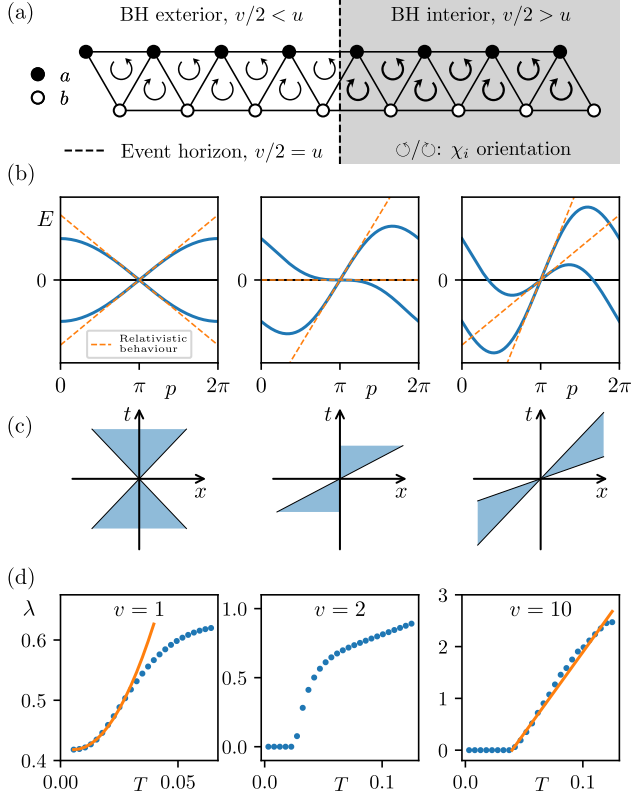 (a)
BH exterior, v/2 < u
BH interior, v/2 > u
a
b
Event horizon, v/2 = u
↺/↻: χᵢ orientation
(b)
E
0
0
0
Relativistic
behaviour
0 π p 2π
0 π p 2π
0 π p 2π
(c)
t
x
t
x
t
x
(d)
λ
v = 1
0.6
0.5
0.4
0.00 T 0.05
v = 2
1.0
0.5
0.0
0.0 T 0.1
v = 10
3
2
1
0
0.0 T 0.1